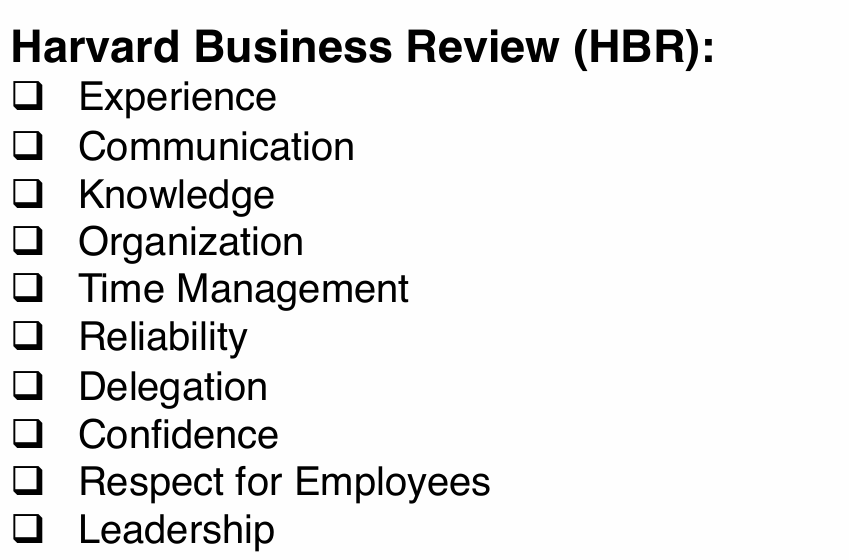 Harvard Business Review (HBR):
❑ Experience
❑ Communication
❑ Knowledge
❑ Organization
❑ Time Management
❑ Reliability
❑ Delegation
❑ Confidence
❑ Respect for Employees
❑ Leadership